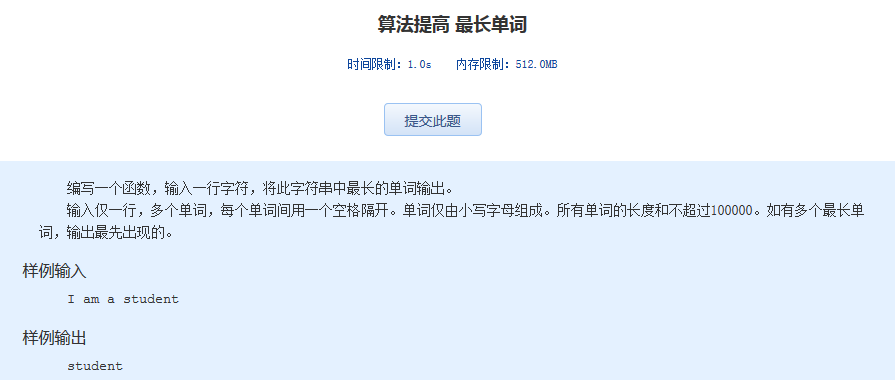 算法提高 最长单词
时间限制：1.0s 内存限制：512.0MB
提交此题
编写一个函数，输入一行字符，将此字符串中最长的单词输出。
输入仅一行，多个单词，每个单词间用一个空格隔开。单词仅由小写字母组成。所有单词的长度和不超过100000。如有多个最长单
词，输出最先出现的。
样例输入
I am a student
样例输出
student